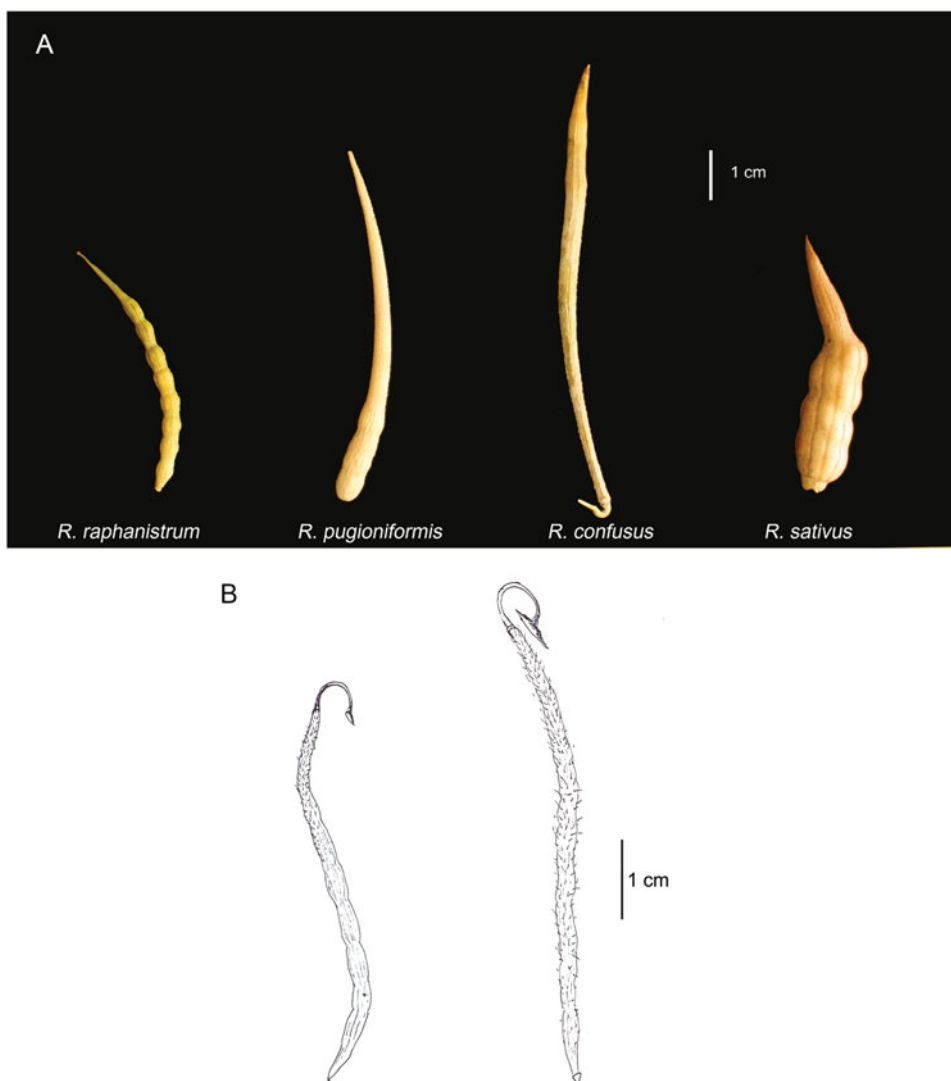 A
1 cm
R. raphanistrum R. pugioniformis R. confusus R. sativus
B
1 cm